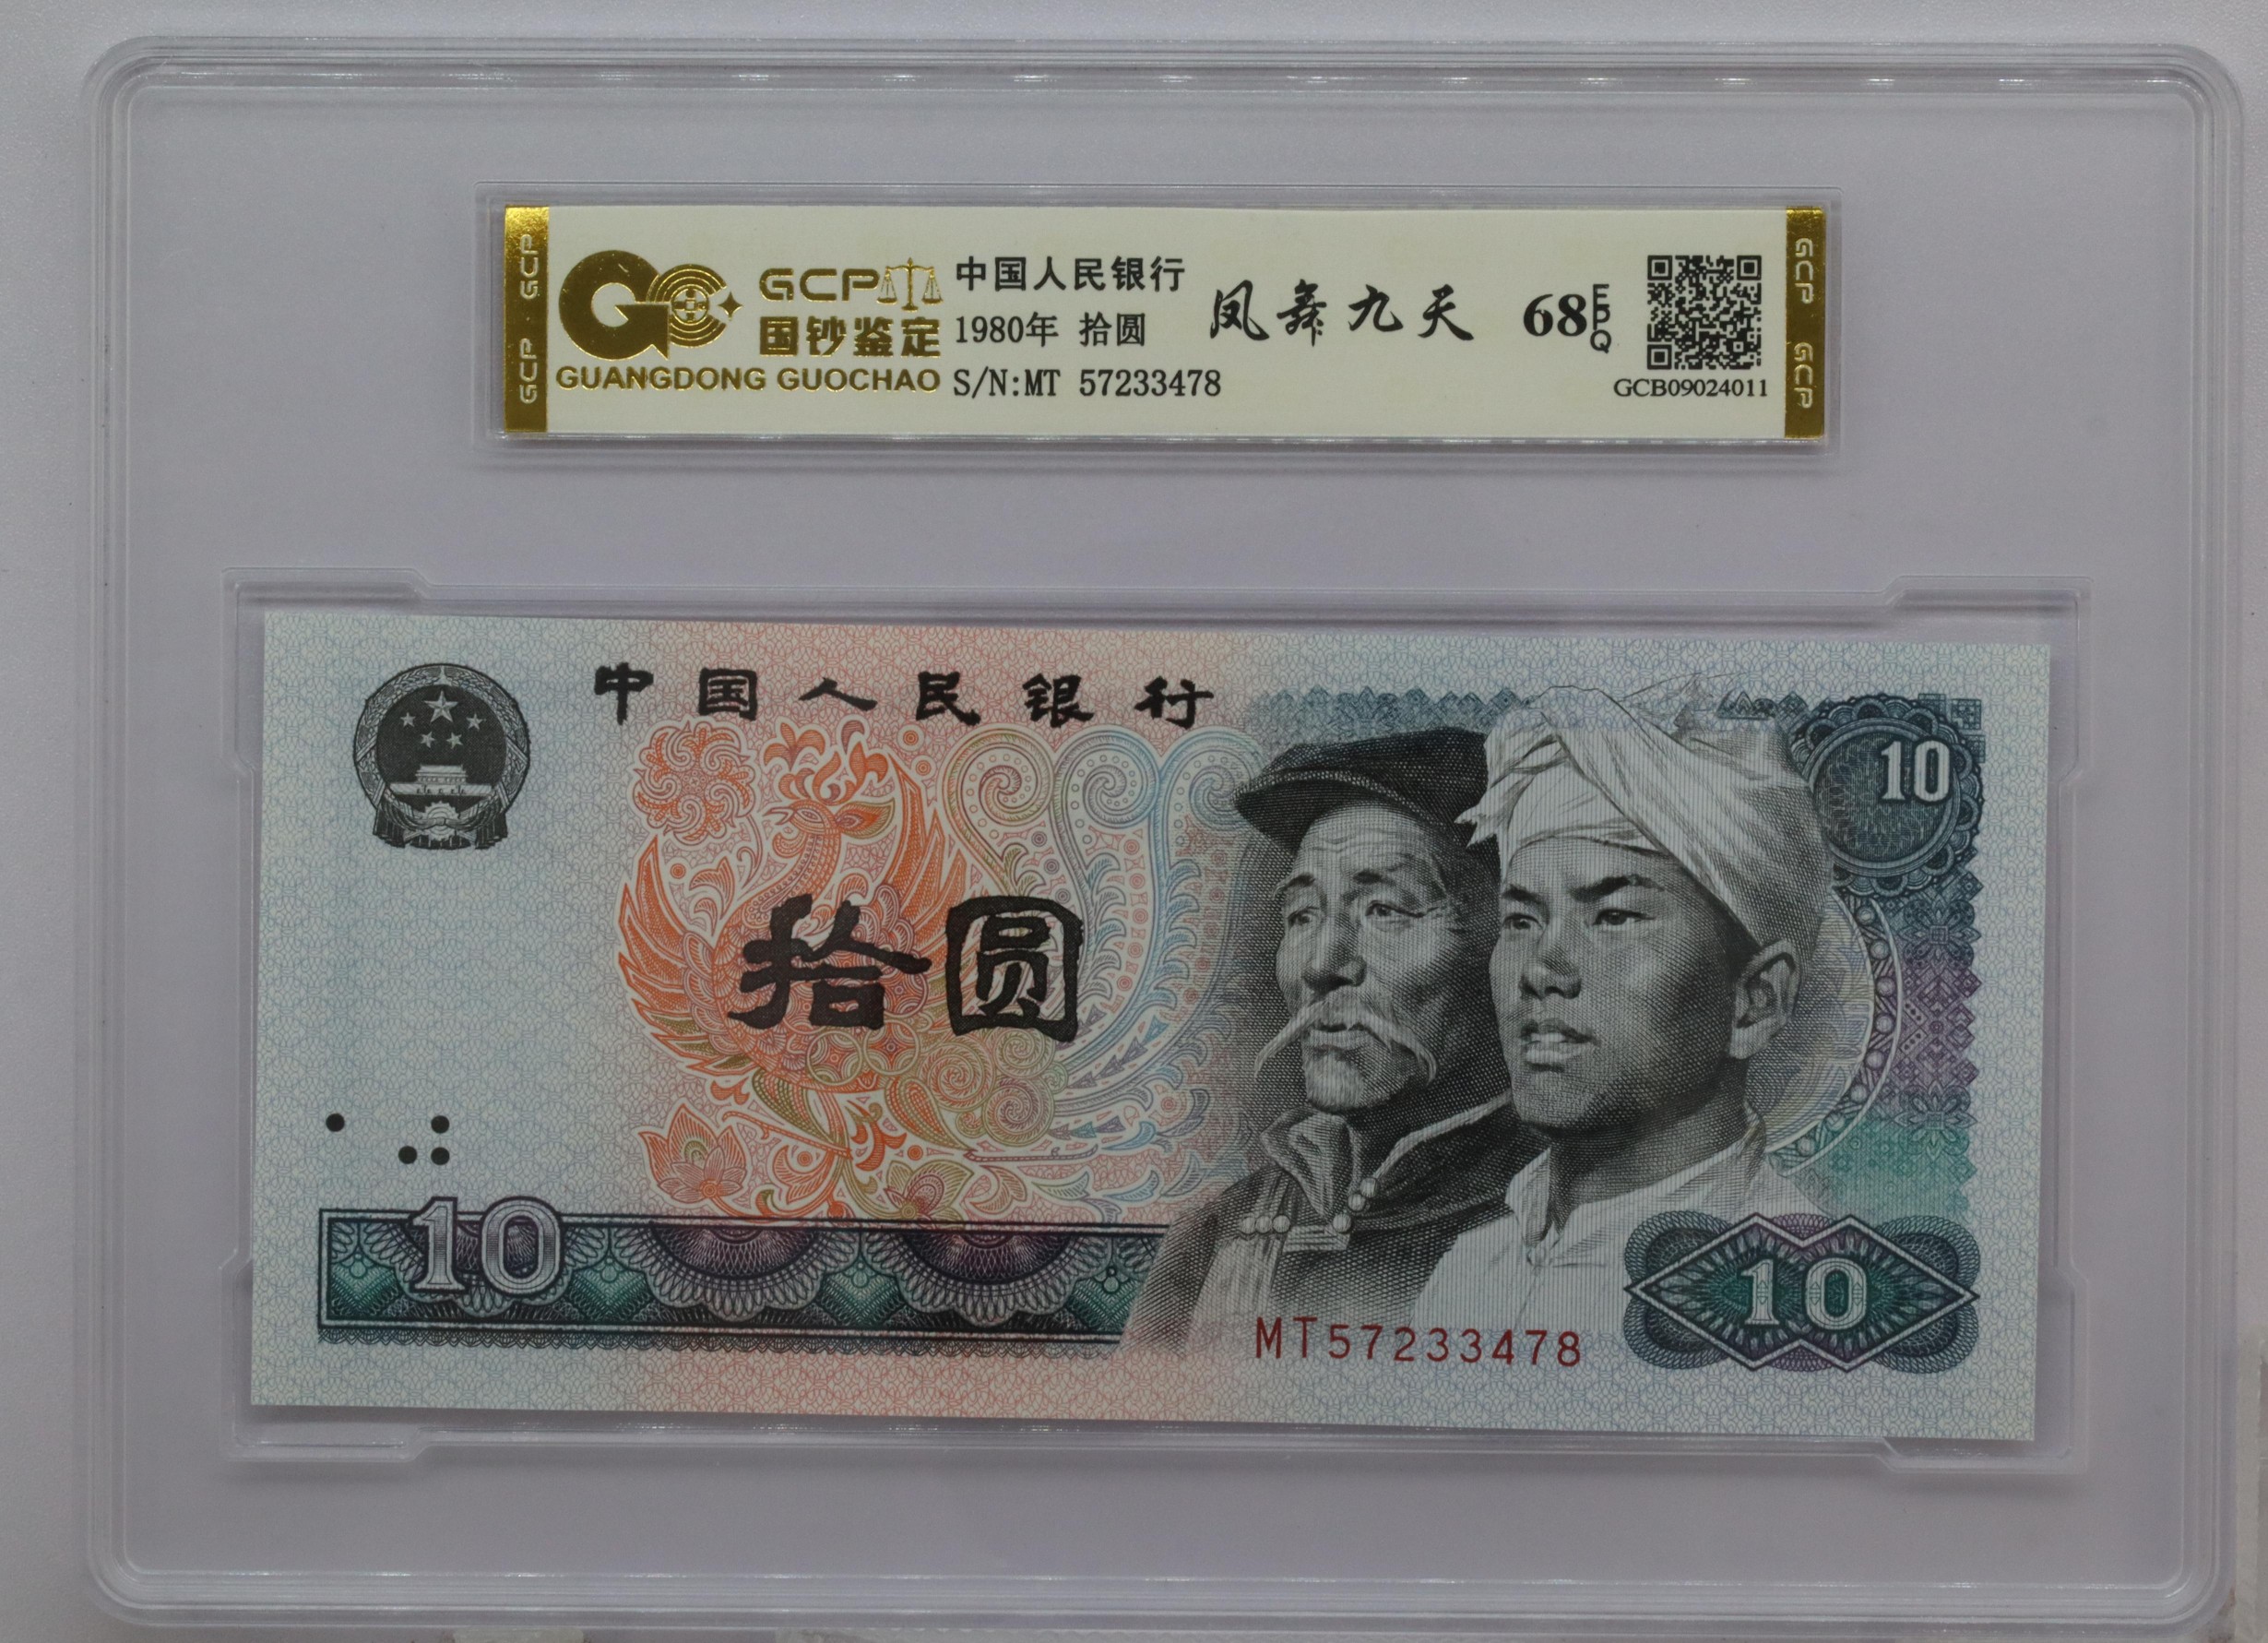 GCP GCP
GCP
国钞鉴定
GUANGDONG GUOCHAO
中国人民银行
1980年 拾圆
S/N:MT 57233478
凤舞九天
68 EPQ
GCB09024011
GCP GCP
中国人民银行
10
拾圆
10
MT57233478
10